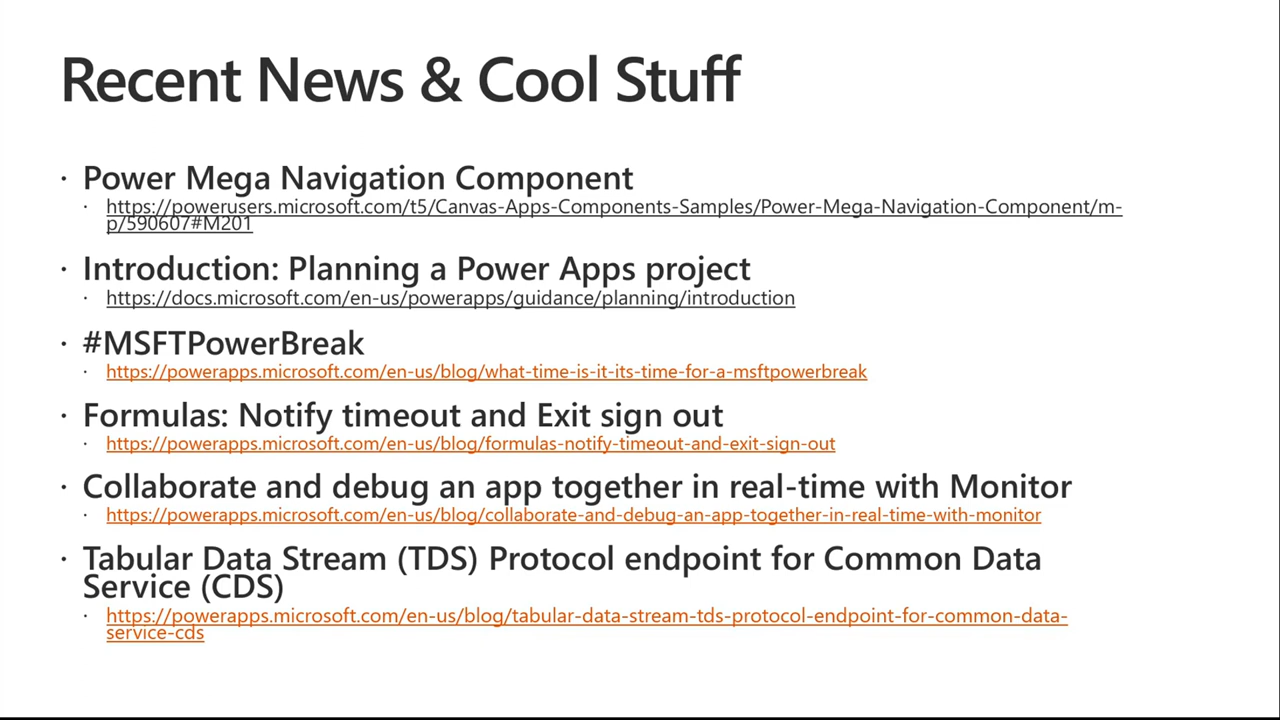 Recent News & Cool Stuff
· Power Mega Navigation Component
· https://powerusers.microsoft.com/t5/Canvas-Apps-Components-Samples/Power-Mega-Navigation-Component/m-
p/590607#M201
· Introduction: Planning a Power Apps project
· https://docs.microsoft.com/en-us/powerapps/guidance/planning/introduction
· #MSFTPowerBreak
· https://powerapps.microsoft.com/en-us/blog/what-time-is-it-its-time-for-a-msftpowerbreak
· Formulas: Notify timeout and Exit sign out
· https://powerapps.microsoft.com/en-us/blog/formulas-notify-timeout-and-exit-sign-out
· Collaborate and debug an app together in real-time with Monitor
· https://powerapps.microsoft.com/en-us/blog/collaborate-and-debug-an-app-together-in-real-time-with-monitor
· Tabular Data Stream (TDS) Protocol endpoint for Common Data
Service (CDS)
· https://powerapps.microsoft.com/en-us/blog/tabular-data-stream-tds-protocol-endpoint-for-common-data-
service-cds